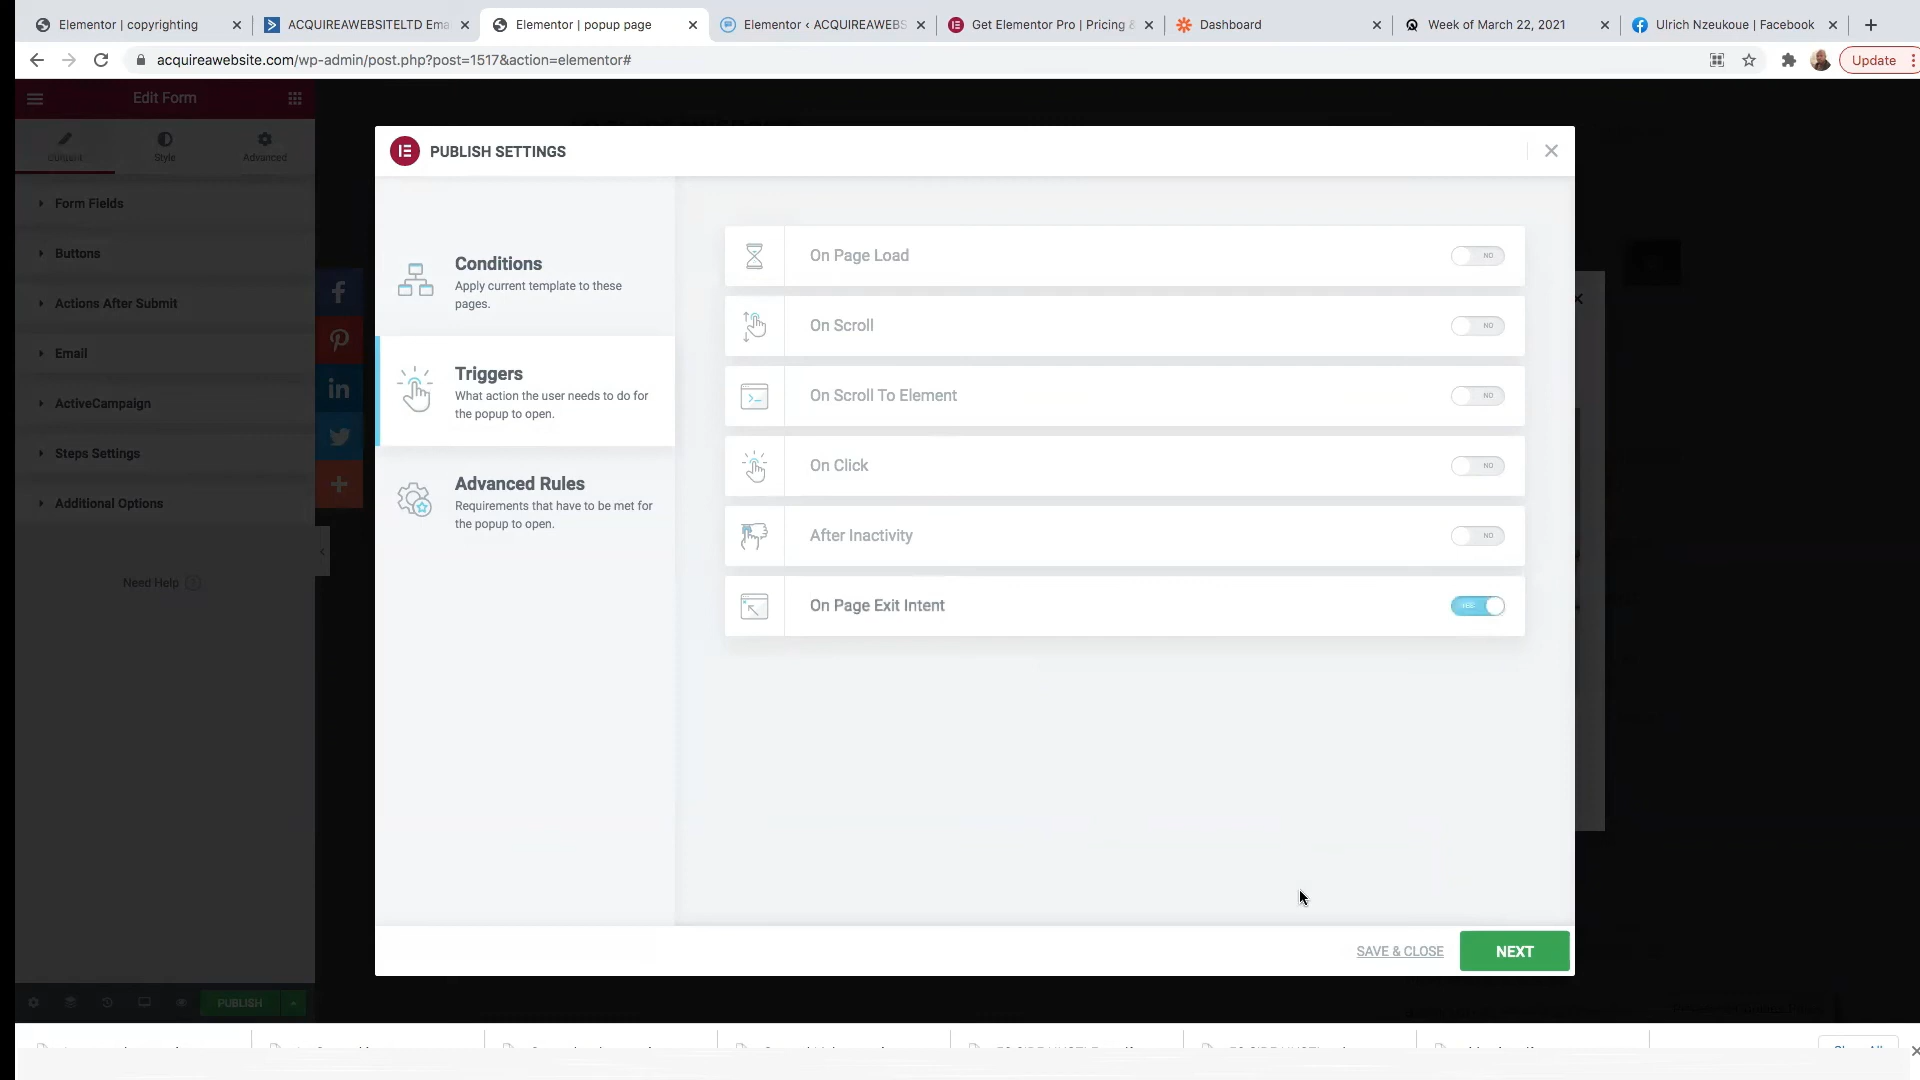 Elementor | copyrighting
ACQUIREAWEBSITELTD Ema
Elementor | popup page
Elementor ‹ ACQUIREAWEBS
Get Elementor Pro | Pricing &
Dashboard
Week of March 22, 2021
Ulrich Nzeukoue | Facebook
acquireawebsite.com/wp-admin/post.php?post=1517&action=elementor#
Update
Edit Form
Content
Style
Advanced
Form Fields
Buttons
Actions After Submit
Email
ActiveCampaign
Steps Settings
Additional Options
Need Help
PUBLISH
PUBLISH SETTINGS
Conditions
Apply current template to these
pages.
Triggers
What action the user needs to do for
the popup to open.
Advanced Rules
Requirements that have to be met for
the popup to open.
On Page Load
NO
On Scroll
NO
On Scroll To Element
NO
On Click
NO
After Inactivity
NO
On Page Exit Intent
YES
SAVE & CLOSE
NEXT